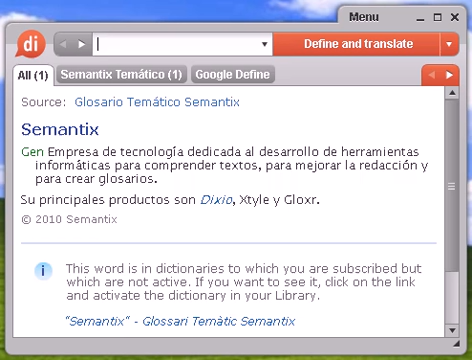 Menu
di
Define and translate
All (1) Semantix Temático (1) Google Define
Source: Glosario Temático Semantix
Semantix
Gen Empresa de tecnología dedicada al desarrollo de herramientas
informáticas para comprender textos, para mejorar la redacción y
para crear glosarios.
Su principales productos son Dixio, Xtyle y Gloxr.
© 2010 Semantix
i
This word is in dictionaries to which you are subscribed but
which are not active. If you want to see it, click on the link
and activate the dictionary in your Library.
"Semantix" - Glossari Temàtic Semantix